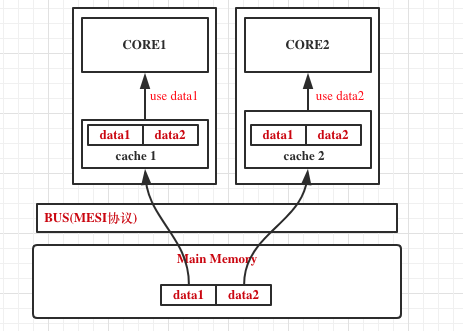 CORE1
CORE2
use data1
use data2
data1 data2
data1 data2
cache 1
cache 2
BUS(MESI协议)
Main Memory
data1 data2